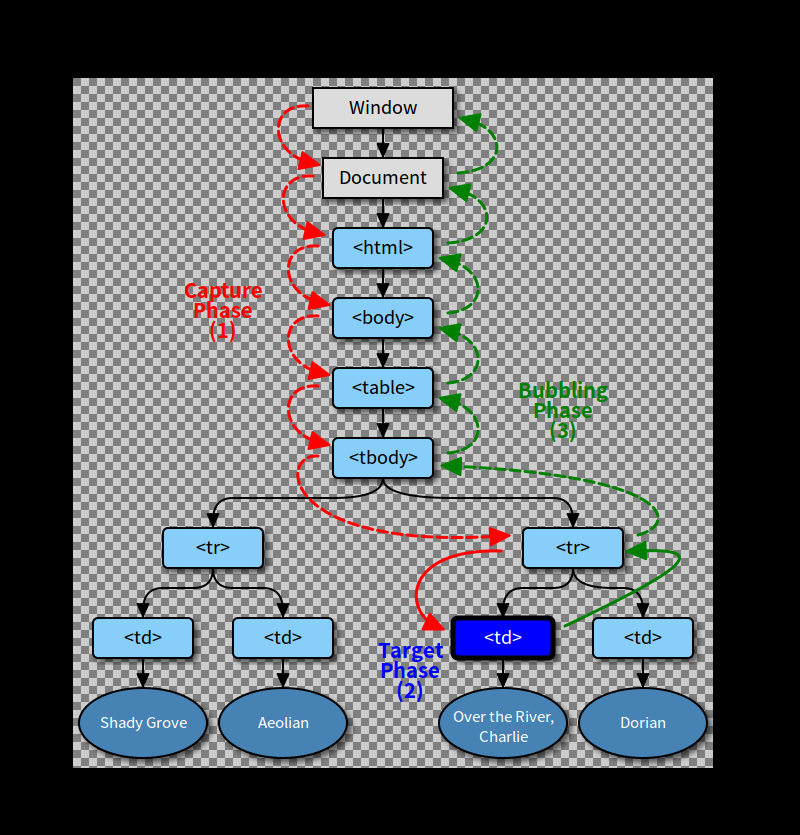 Window
Document
<html>
Capture
Phase
(1)
<body>
<table>
Bubbling
Phase
(3)
<tbody>
<tr>
<tr>
<td>
<td>
<td>
<td>
Target
Phase
(2)
Shady Grove
Aeolian
Over the River,
Charlie
Dorian